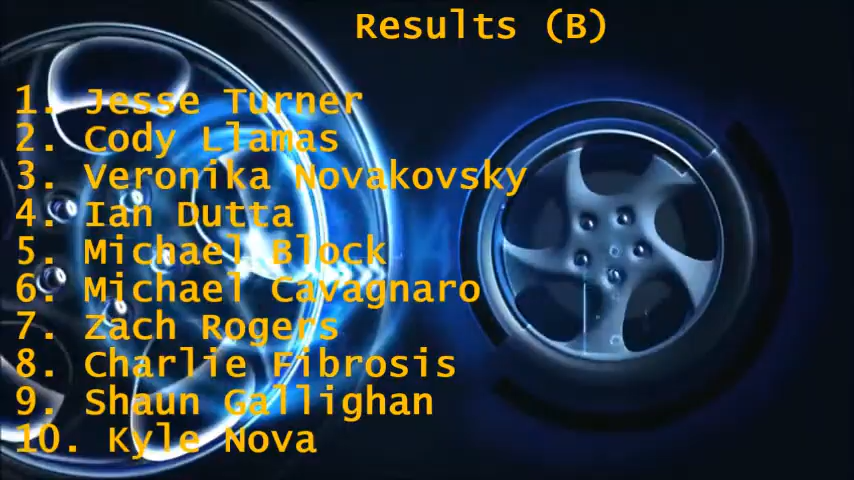 Results (B)
1. Jesse Turner
2. Cody Llamas
3. Veronika Novakovsky
4. Ian Dutta
5. Michael Block
6. Michael Cavagnaro
7. Zach Rogers
8. Charlie Fibrosis
9. Shaun Gallighan
10. Kyle Nova